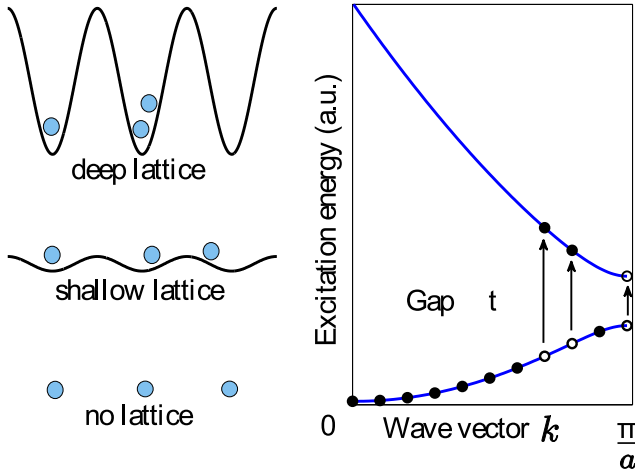 deep lattice
shallow lattice
no lattice
Excitation energy (a.u.)
Gap t
0
Wave vector k
π
a